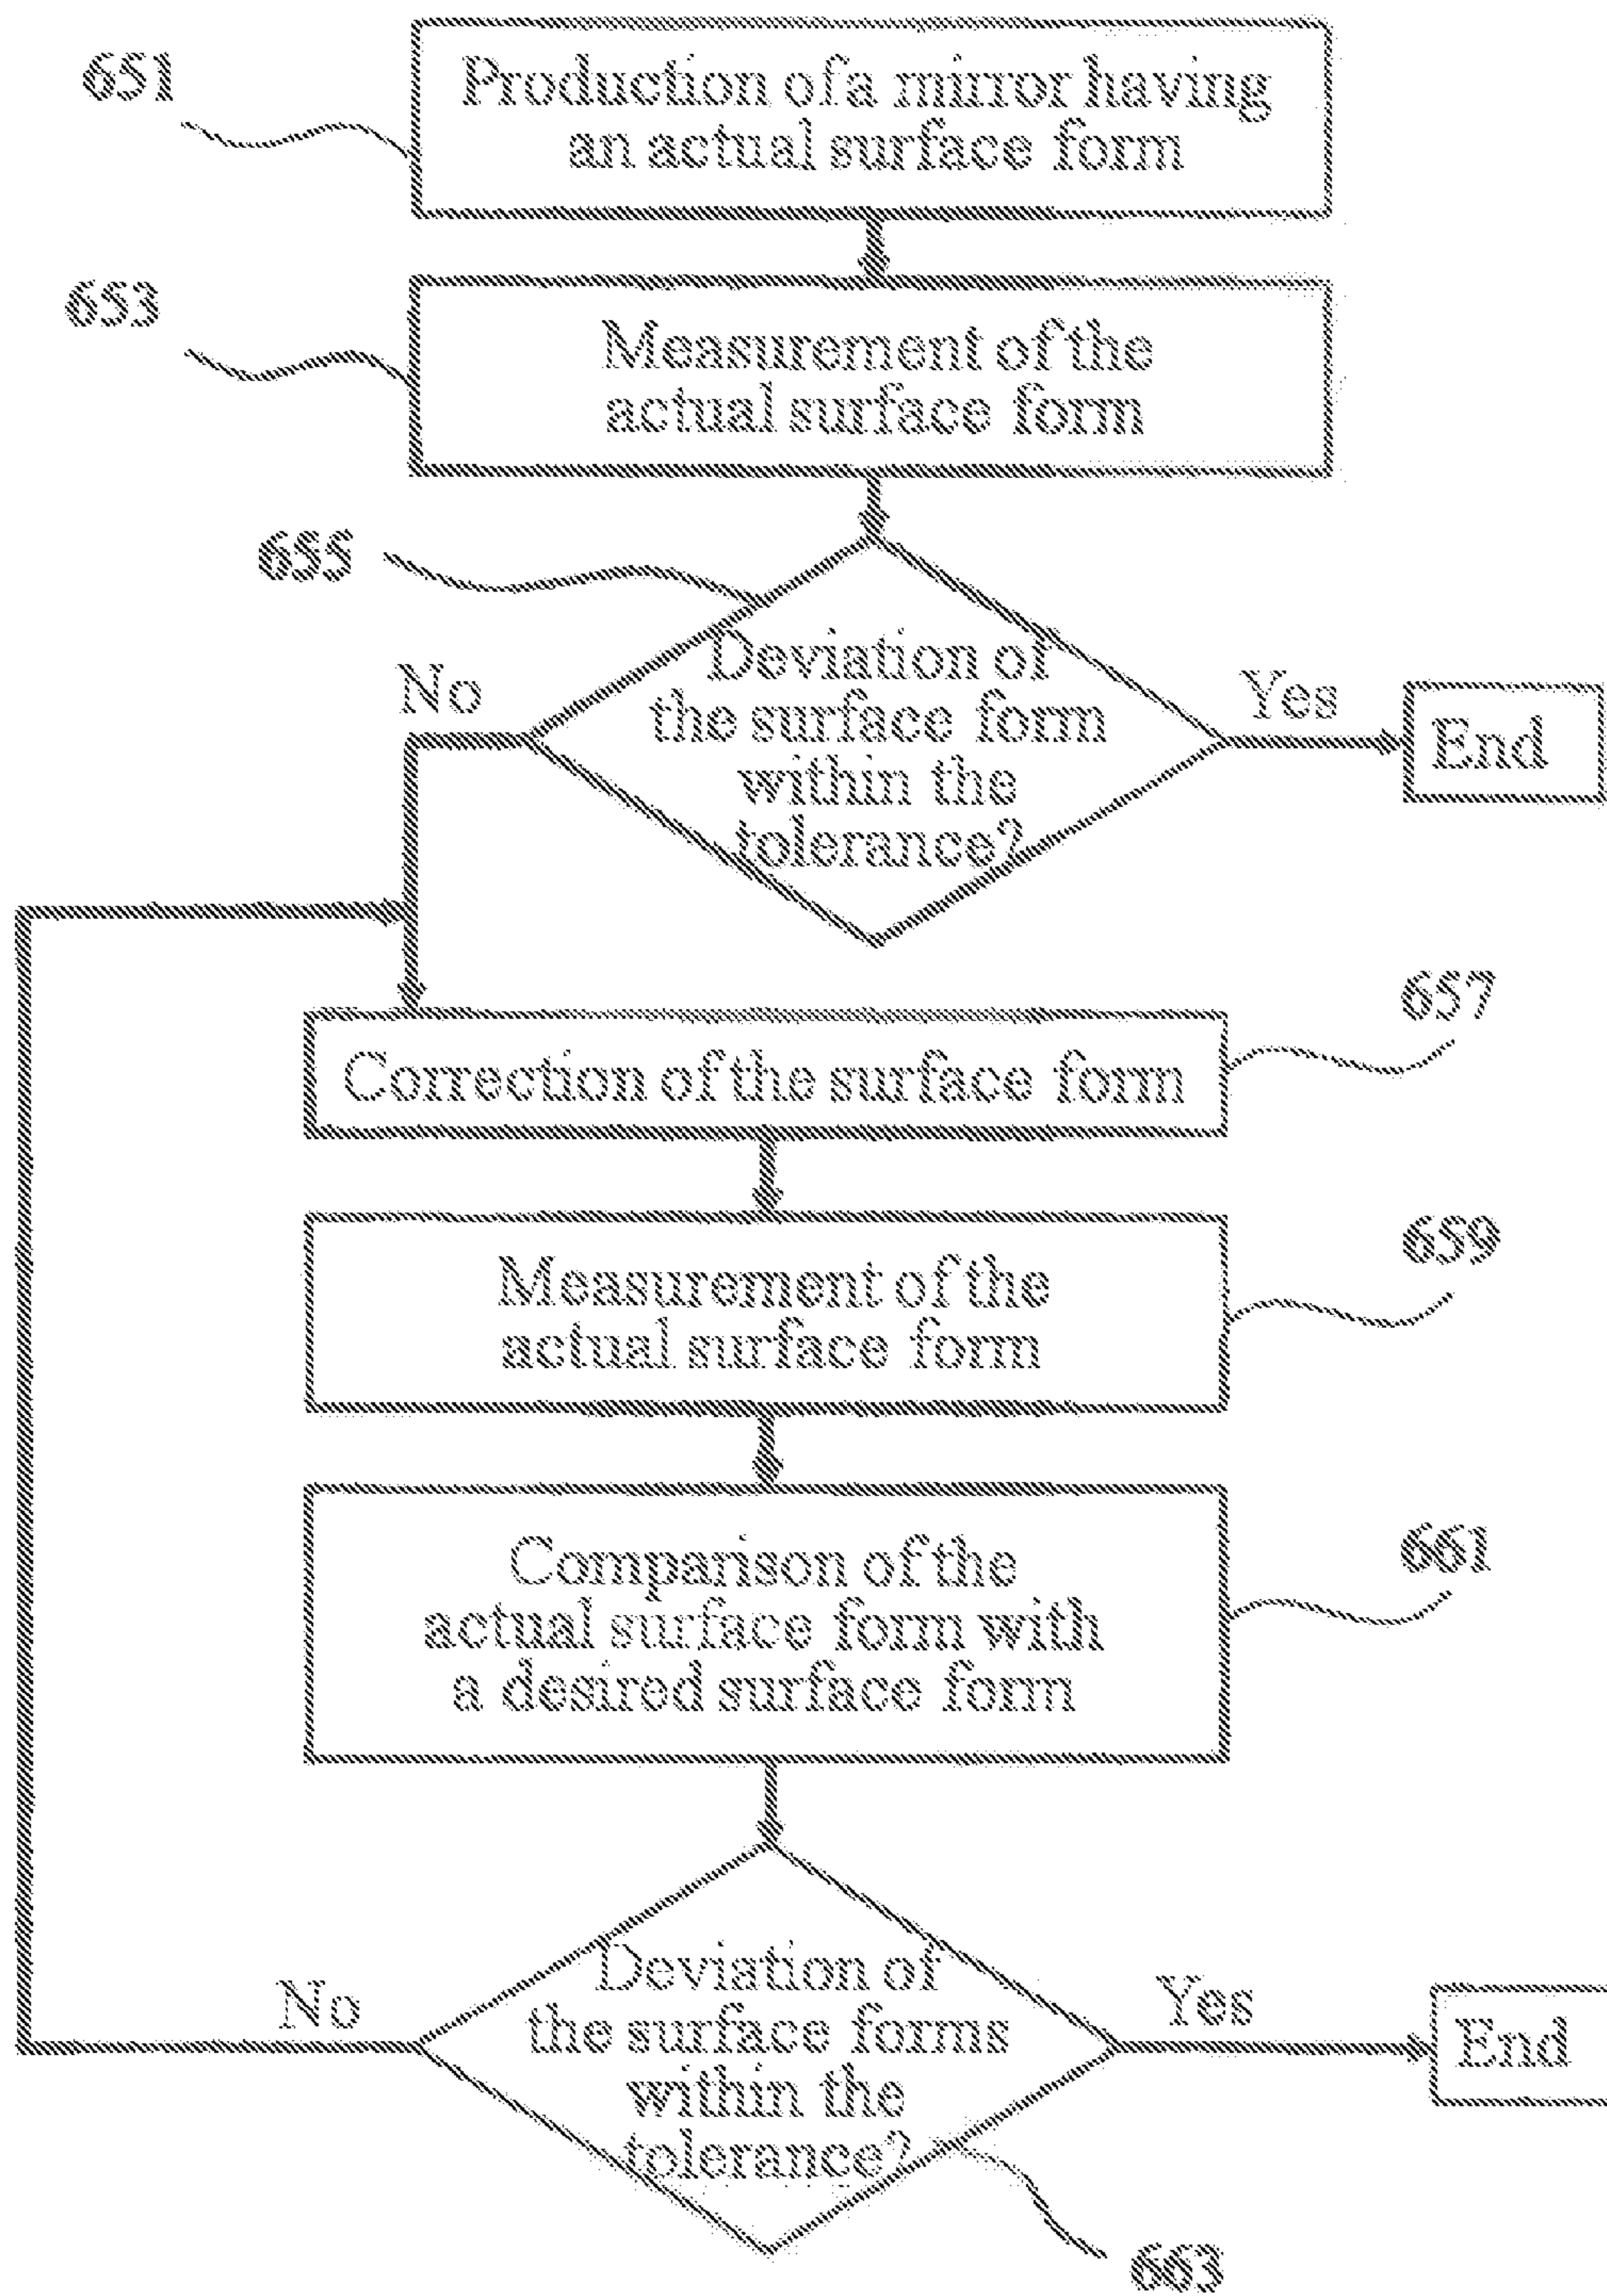 651
Production of a mirror having
an actual surface form
653
Measurement of the
actual surface form
655
Deviation of
the surface form
within the
tolerance?
No
Yes
End
657
Correction of the surface form
659
Measurement of the
actual surface form
661
Comparison of the
actual surface form with
a desired surface form
Deviation of
the surface forms
within the
tolerance?
No
Yes
End
663